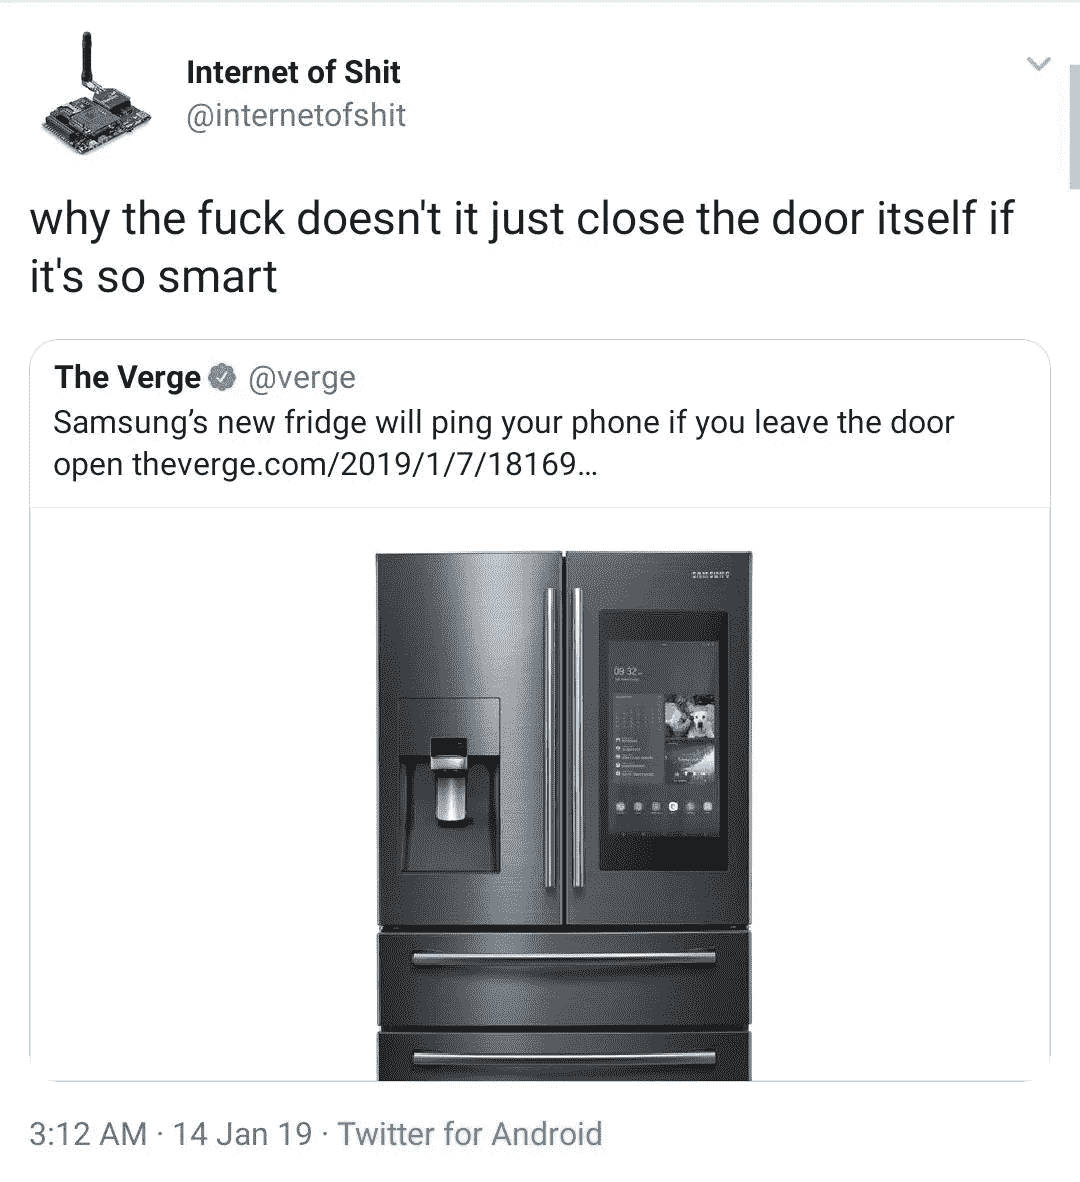 Internet of Shit
@internetofshit
why the fuck doesn't it just close the door itself if
it's so smart
The Verge @verge
Samsung’s new fridge will ping your phone if you leave the door
open theverge.com/2019/1/7/18169...
SAMSUNG
09 32
3:12 AM · 14 Jan 19 · Twitter for Android